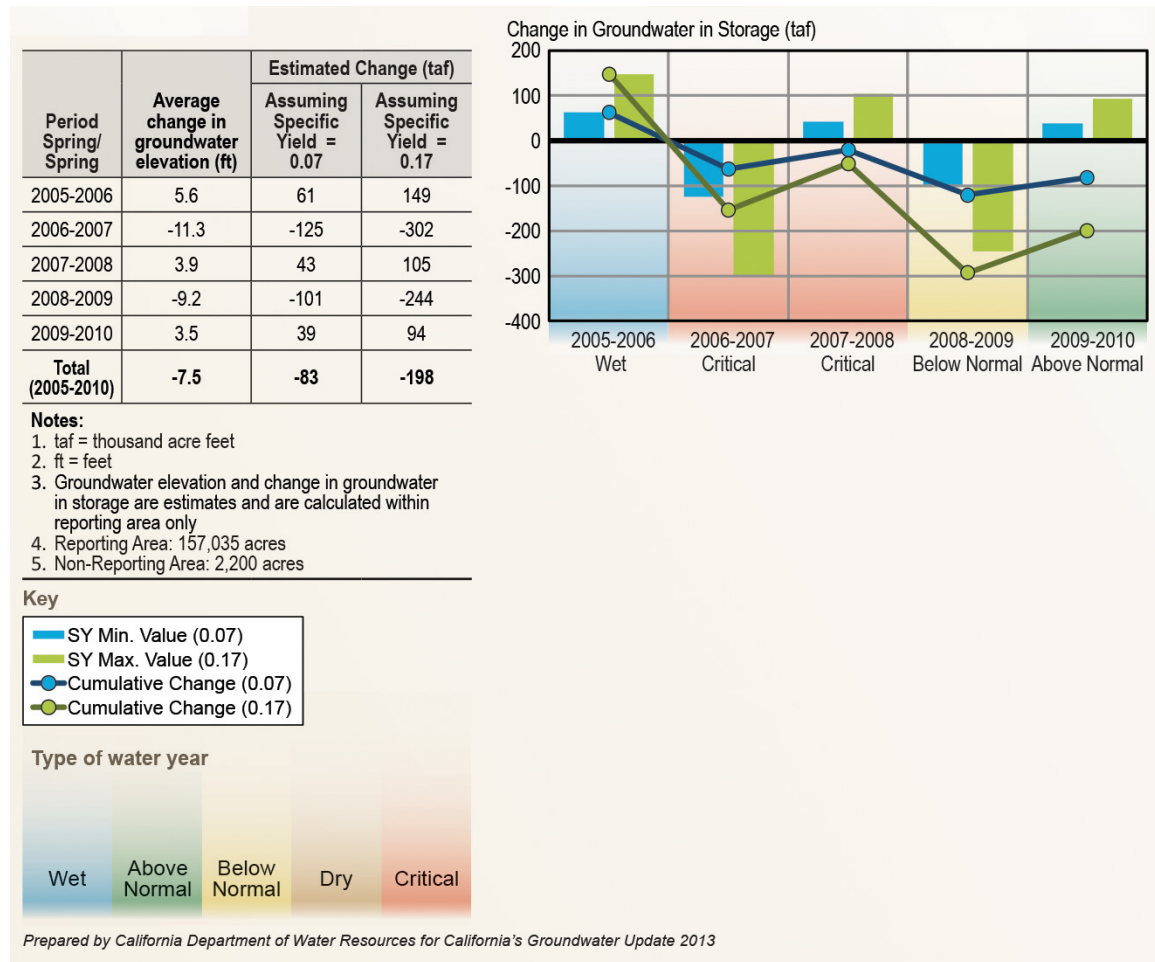 Estimated Change (taf)
Period Spring/ Spring
Average change in groundwater elevation (ft)
Assuming Specific Yield = 0.07
Assuming Specific Yield = 0.17
2005-2006 5.6 61 149
2006-2007 -11.3 -125 -302
2007-2008 3.9 43 105
2008-2009 -9.2 -101 -244
2009-2010 3.5 39 94
Total (2005-2010) -7.5 -83 -198
Notes:
1. taf = thousand acre feet
2. ft = feet
3. Groundwater elevation and change in groundwater
in storage are estimates and are calculated within
reporting area only
4. Reporting Area: 157,035 acres
5. Non-Reporting Area: 2,200 acres
Key
SY Min. Value (0.07)
SY Max. Value (0.17)
Cumulative Change (0.07)
Cumulative Change (0.17)
Type of water year
Wet
Above
Normal
Below
Normal
Dry
Critical
Change in Groundwater in Storage (taf)
200
100
0
-100
-200
-300
-400
2005-2006 2006-2007 2007-2008 2008-2009 2009-2010
Wet Critical Critical Below Normal Above Normal
Prepared by California Department of Water Resources for California's Groundwater Update 2013